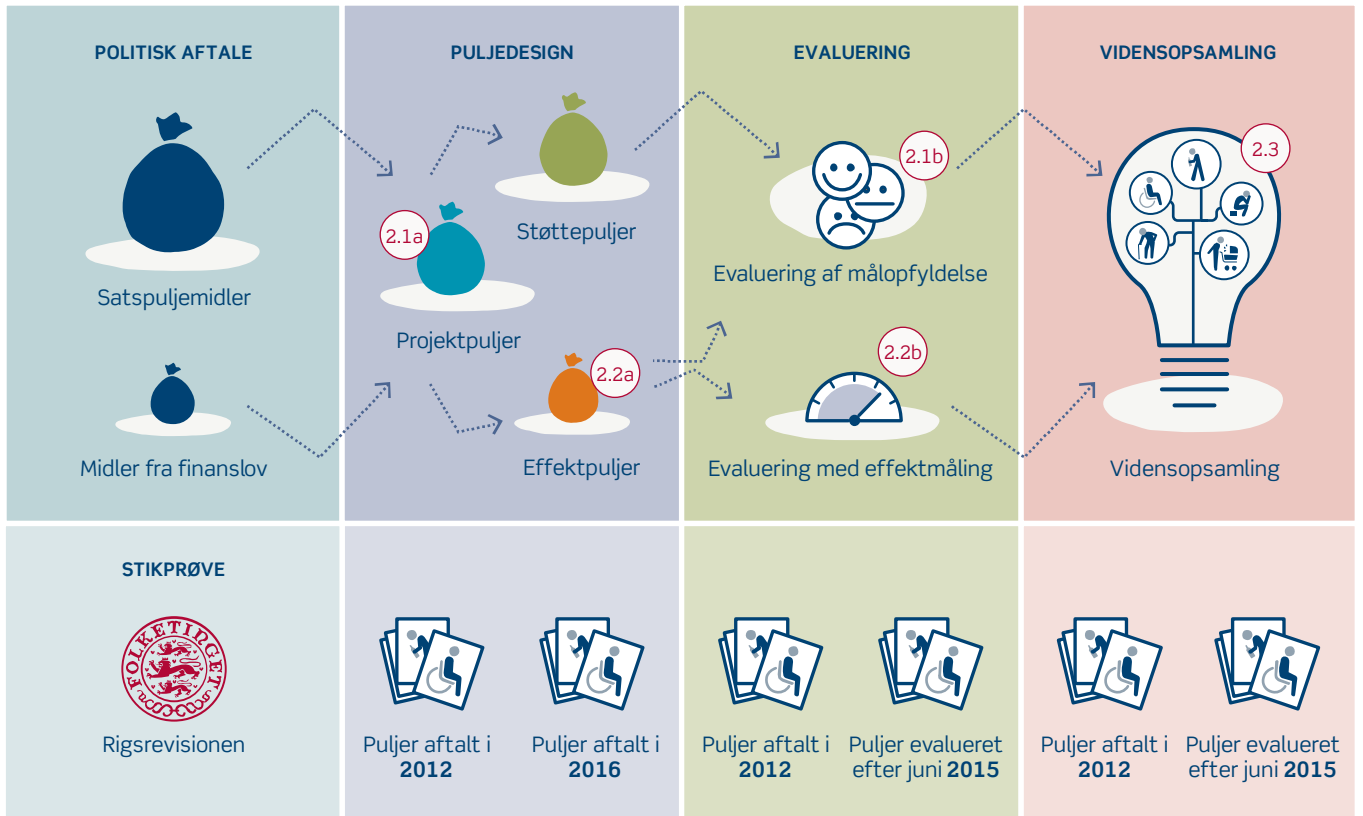 POLITISK AFTALE
Satspuljemidler
Midler fra finanslov
PULJEDESIGN
Støttepuljer
2.1a
Projektpuljer
2.2a
Effektpuljer
EVALUERING
2.1b
Evaluering af målopfyldelse
2.2b
Evaluering med effektmåling
VIDENSOPSAMLING
2.3
Vidensopsamling
STIKPRØVE
FOLKETINGET
Rigsrevisionen
Puljer aftalt i
2012
Puljer aftalt i
2016
Puljer aftalt i
2012
Puljer evalueret
efter juni 2015
Puljer aftalt i
2012
Puljer evalueret
efter juni 2015